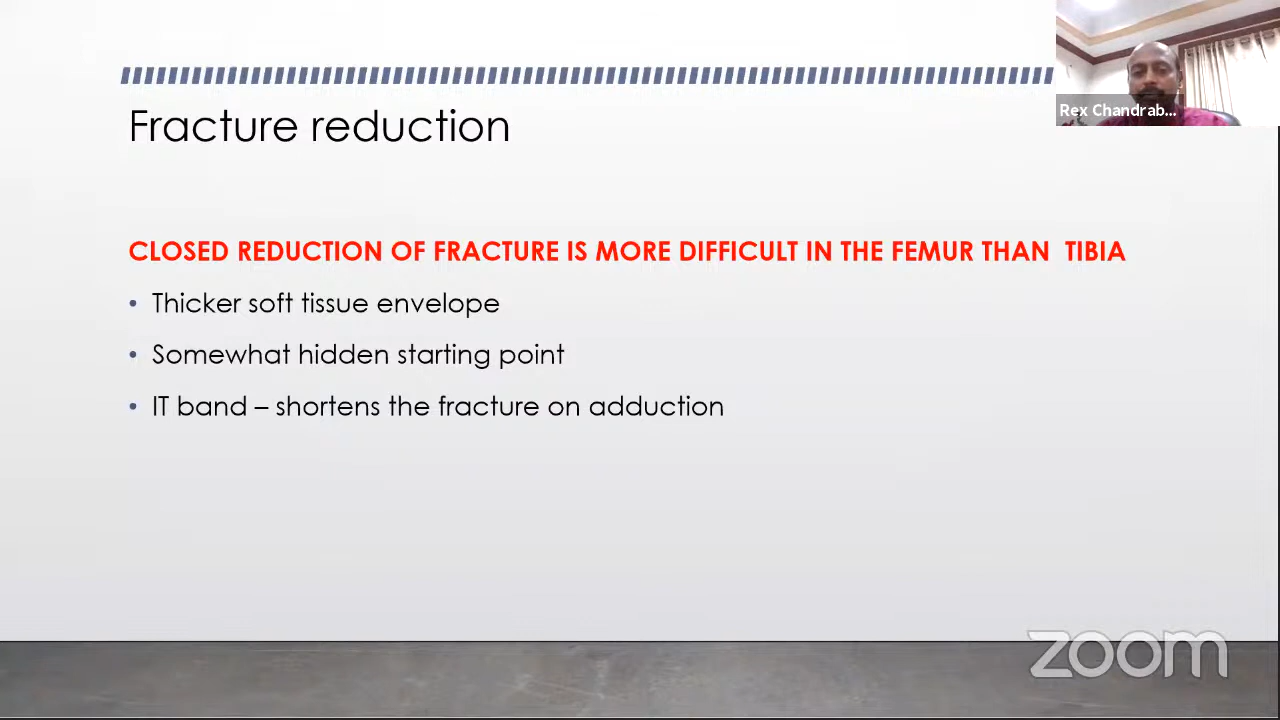 Rex Chandrab...
Fracture reduction
CLOSED REDUCTION OF FRACTURE IS MORE DIFFICULT IN THE FEMUR THAN TIBIA
• Thicker soft tissue envelope
• Somewhat hidden starting point
• IT band – shortens the fracture on adduction
zoom